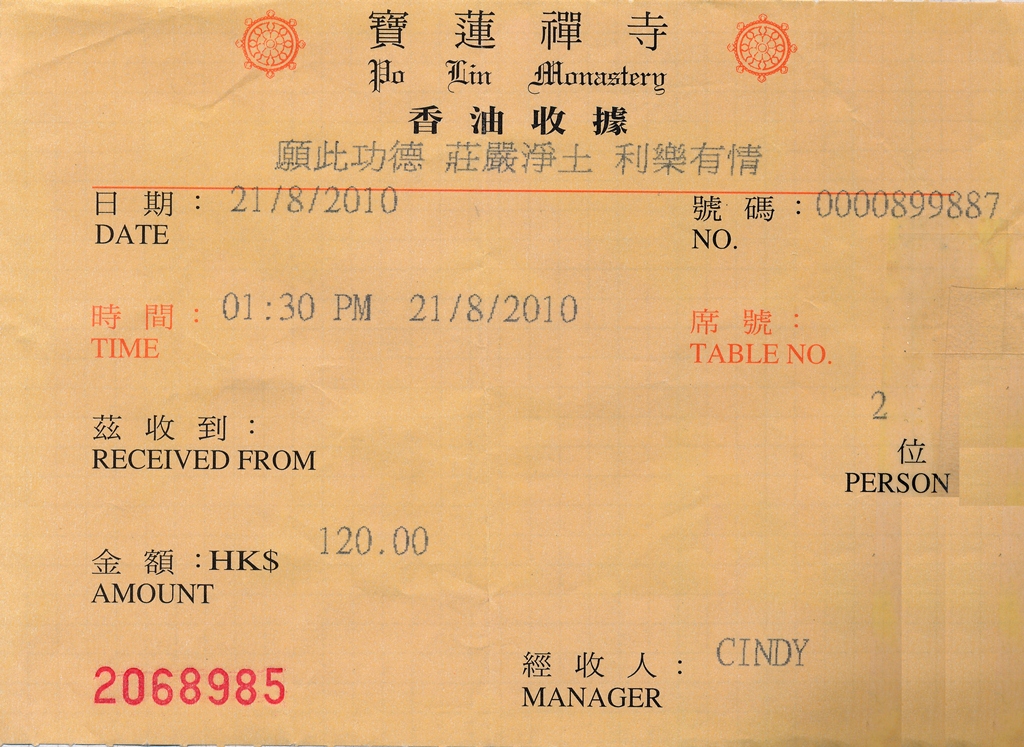 寶蓮禪寺
Po Lin Monastery
香油收據
願此功德 莊嚴淨土 利樂有情
日期: 21/8/2010 號碼: 0000899887
DATE NO.
時間: 01:30 PM 21/8/2010 席號:
TIME TABLE NO.
2
茲收到: 位
RECEIVED FROM PERSON
金額:HK$ 120.00
AMOUNT
2068985 經收人: CINDY
MANAGER